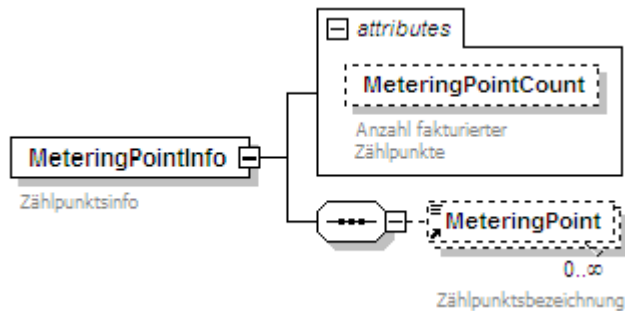 attributes
MeteringPointCount
Anzahl fakturierter
Zählpunkte
MeteringPointInfo
Zählpunktsinfo
MeteringPoint
0..∞
Zählpunktsbezeichnung